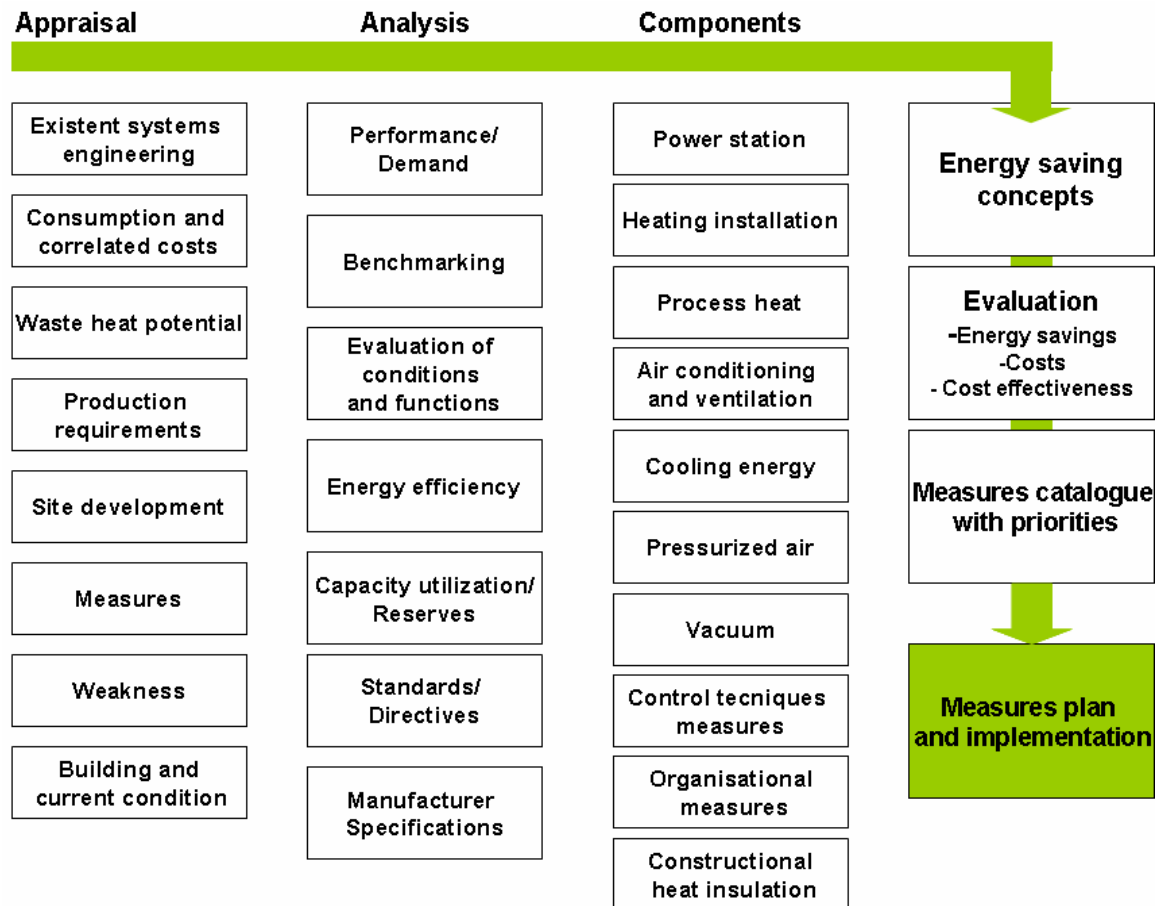 Appraisal
Analysis
Components
Existent systems
engineering
Consumption and
correlated costs
Waste heat potential
Production
requirements
Site development
Measures
Weakness
Building and
current condition
Performance/
Demand
Benchmarking
Evaluation of
conditions
and functions
Energy efficiency
Capacity utilization/
Reserves
Standards/
Directives
Manufacturer
Specifications
Power station
Heating installation
Process heat
Air conditioning
and ventilation
Cooling energy
Pressurized air
Vacuum
Control tecniques
measures
Organisational
measures
Constructional
heat insulation
Energy saving
concepts
Evaluation
-Energy savings
-Costs
- Cost effectiveness
Measures catalogue
with priorities
Measures plan
and implementation